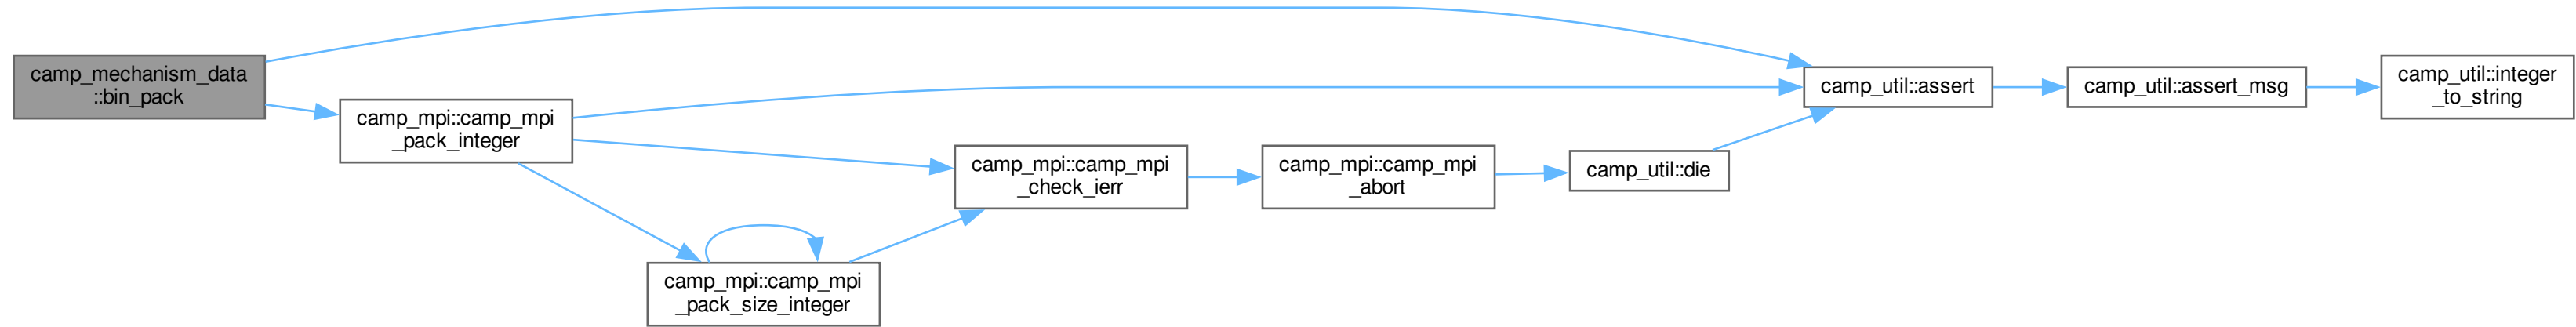 camp_mechanism_data
::bin_pack
camp_mpi::camp_mpi
_pack_integer
camp_mpi::camp_mpi
_pack_size_integer
camp_mpi::camp_mpi
_check_ierr
camp_mpi::camp_mpi
_abort
camp_util::die
camp_util::assert
camp_util::assert_msg
camp_util::integer
_to_string